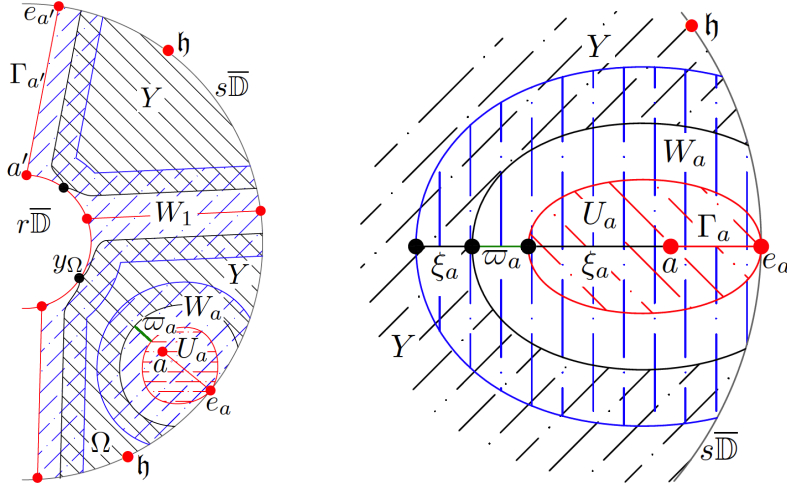 e_{a'}
𝔥
Γ_{a'}
Y
s𝔻̅
a'
r𝔻̅
W_1
y_Ω
Y
W_a
ϖ_a
U_a
a
e_a
Ω
𝔥
𝔥
Y
W_a
U_a
Γ_a
ξ_a
ϖ_a
ξ_a
a
e_a
Y
s𝔻̅